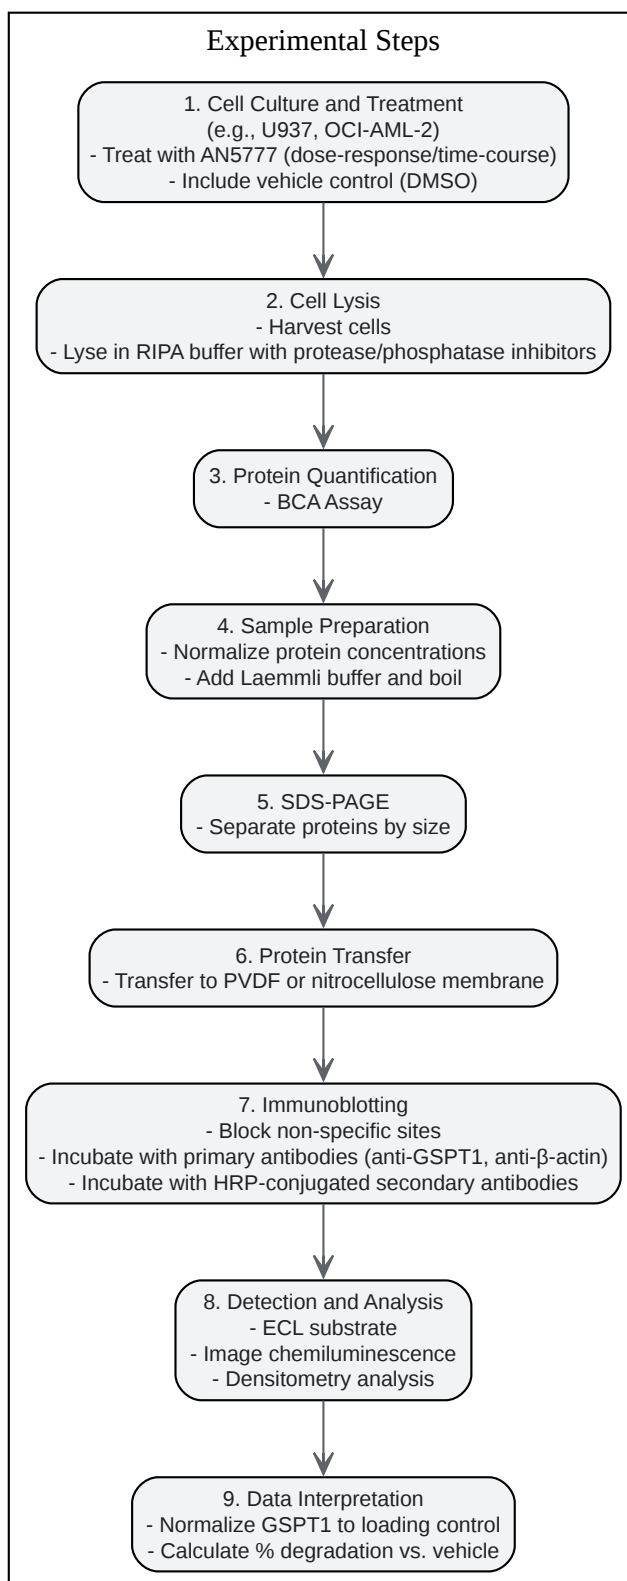 Experimental Steps
1. Cell Culture and Treatment
(e.g., U937, OCI-AML-2)
- Treat with AN5777 (dose-response/time-course)
- Include vehicle control (DMSO)
2. Cell Lysis
- Harvest cells
- Lyse in RIPA buffer with protease/phosphatase inhibitors
3. Protein Quantification
- BCA Assay
4. Sample Preparation
- Normalize protein concentrations
- Add Laemmli buffer and boil
5. SDS-PAGE
- Separate proteins by size
6. Protein Transfer
- Transfer to PVDF or nitrocellulose membrane
7. Immunoblotting
- Block non-specific sites
- Incubate with primary antibodies (anti-GSPT1, anti-β-actin)
- Incubate with HRP-conjugated secondary antibodies
8. Detection and Analysis
- ECL substrate
- Image chemiluminescence
- Densitometry analysis
9. Data Interpretation
- Normalize GSPT1 to loading control
- Calculate % degradation vs. vehicle